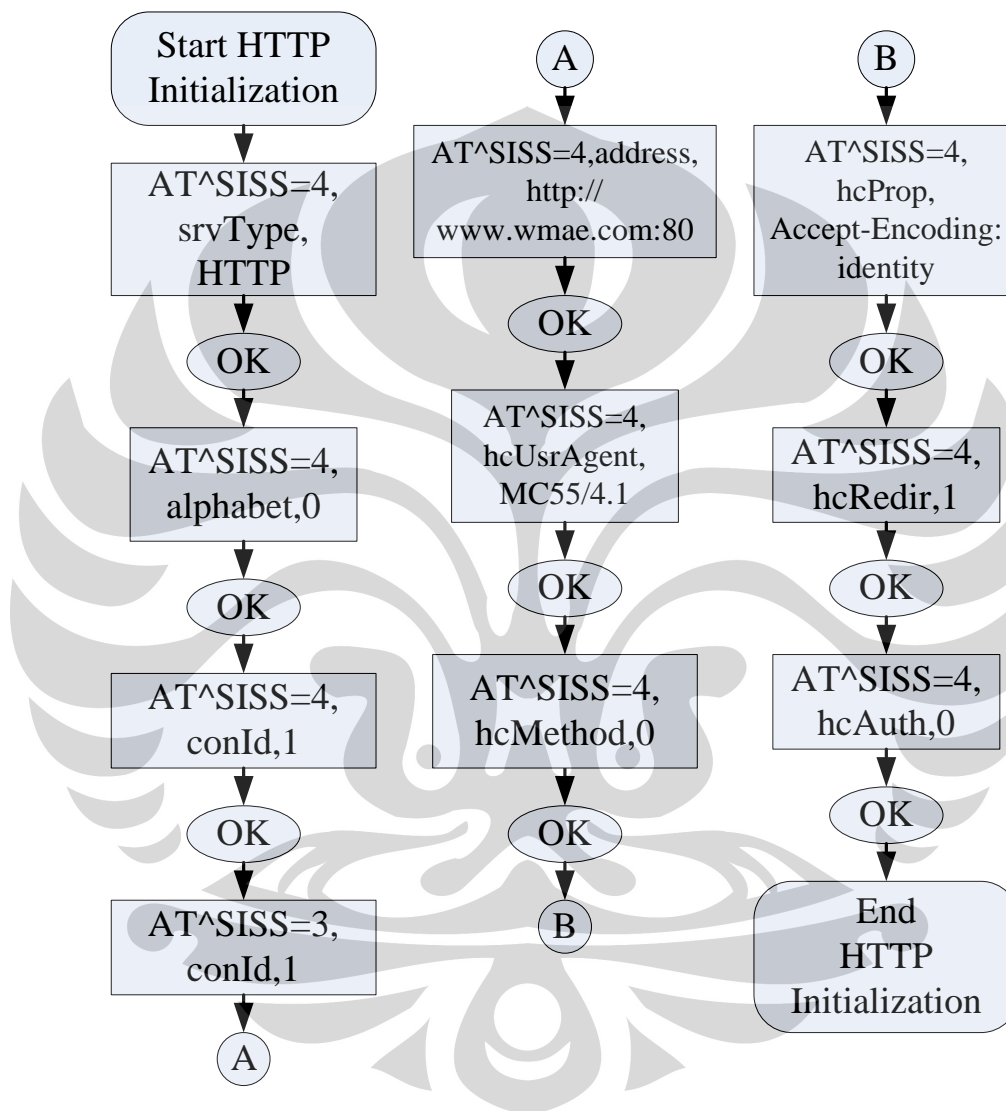 Start HTTP
Initialization
AT^SISS=4,
srvType,
HTTP
OK
AT^SISS=4,
alphabet,0
OK
AT^SISS=4,
conId,1
OK
AT^SISS=3,
conId,1
A
A
AT^SISS=4,address,
http://
www.wmae.com:80
OK
AT^SISS=4,
hcUsrAgent,
MC55/4.1
OK
AT^SISS=4,
hcMethod,0
OK
B
B
AT^SISS=4,
hcProp,
Accept-Encoding:
identity
OK
AT^SISS=4,
hcRedir,1
OK
AT^SISS=4,
hcAuth,0
OK
End
HTTP
Initialization